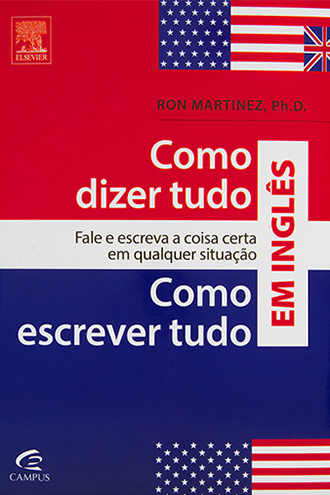 ELSEVIER
RON MARTINEZ, Ph.D.
Como
dizer tudo
EM INGLÊS
Fale e escreva a coisa certa
em qualquer situação
Como
escrever tudo
CAMPUS